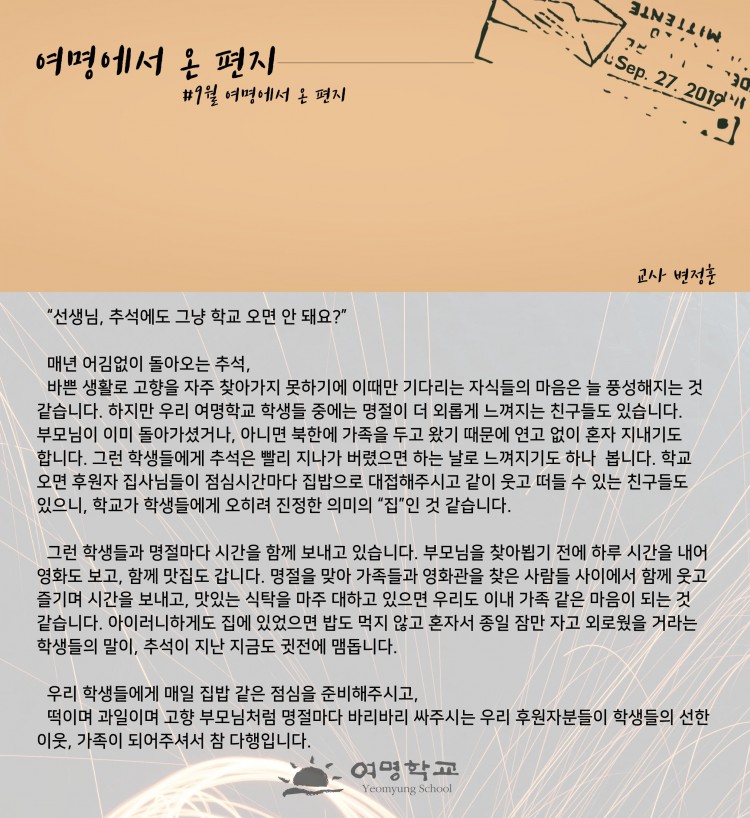 여명에서 온 편지
#9월 여명에서 온 편지
MITTENTE
Sep. 27. 2019
교사 변정훈
“선생님, 추석에도 그냥 학교 오면 안 돼요?”
매년 어김없이 돌아오는 추석,
바쁜 생활로 고향을 자주 찾아가지 못하기에 이때만 기다리는 자식들의 마음은 늘 풍성해지는 것
같습니다. 하지만 우리 여명학교 학생들 중에는 명절이 더 외롭게 느껴지는 친구들도 있습니다.
부모님이 이미 돌아가셨거나, 아니면 북한에 가족을 두고 왔기 때문에 연고 없이 혼자 지내기도
합니다. 그런 학생들에게 추석은 빨리 지나가 버렸으면 하는 날로 느껴지기도 하나 봅니다. 학교
오면 후원자 집사님들이 점심시간마다 집밥으로 대접해주시고 같이 웃고 떠들 수 있는 친구들도
있으니, 학교가 학생들에게 오히려 진정한 의미의 “집”인 것 같습니다.
그런 학생들과 명절마다 시간을 함께 보내고 있습니다. 부모님을 찾아뵙기 전에 하루 시간을 내어
영화도 보고, 함께 맛집도 갑니다. 명절을 맞아 가족들과 영화관을 찾은 사람들 사이에서 함께 웃고
즐기며 시간을 보내고, 맛있는 식탁을 마주 대하고 있으면 우리도 이내 가족 같은 마음이 되는 것
같습니다. 아이러니하게도 집에 있었으면 밥도 먹지 않고 혼자서 종일 잠만 자고 외로웠을 거라는
학생들의 말이, 추석이 지난 지금도 귓전에 맴돕니다.
우리 학생들에게 매일 집밥 같은 점심을 준비해주시고,
떡이며 과일이며 고향 부모님처럼 명절마다 바리바리 싸주시는 우리 후원자분들이 학생들의 선한
이웃, 가족이 되어주셔서 참 다행입니다.
여명학교
Yeomyung School